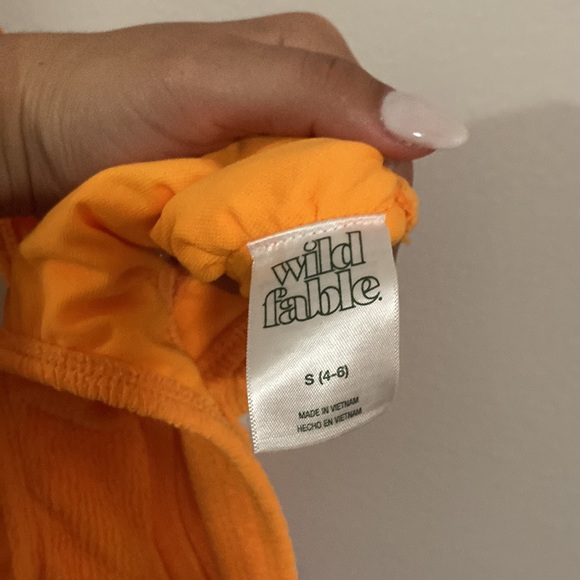 wild
fable.
S (4-6)
MADE IN VIETNAM
HECHO EN VIETNAM